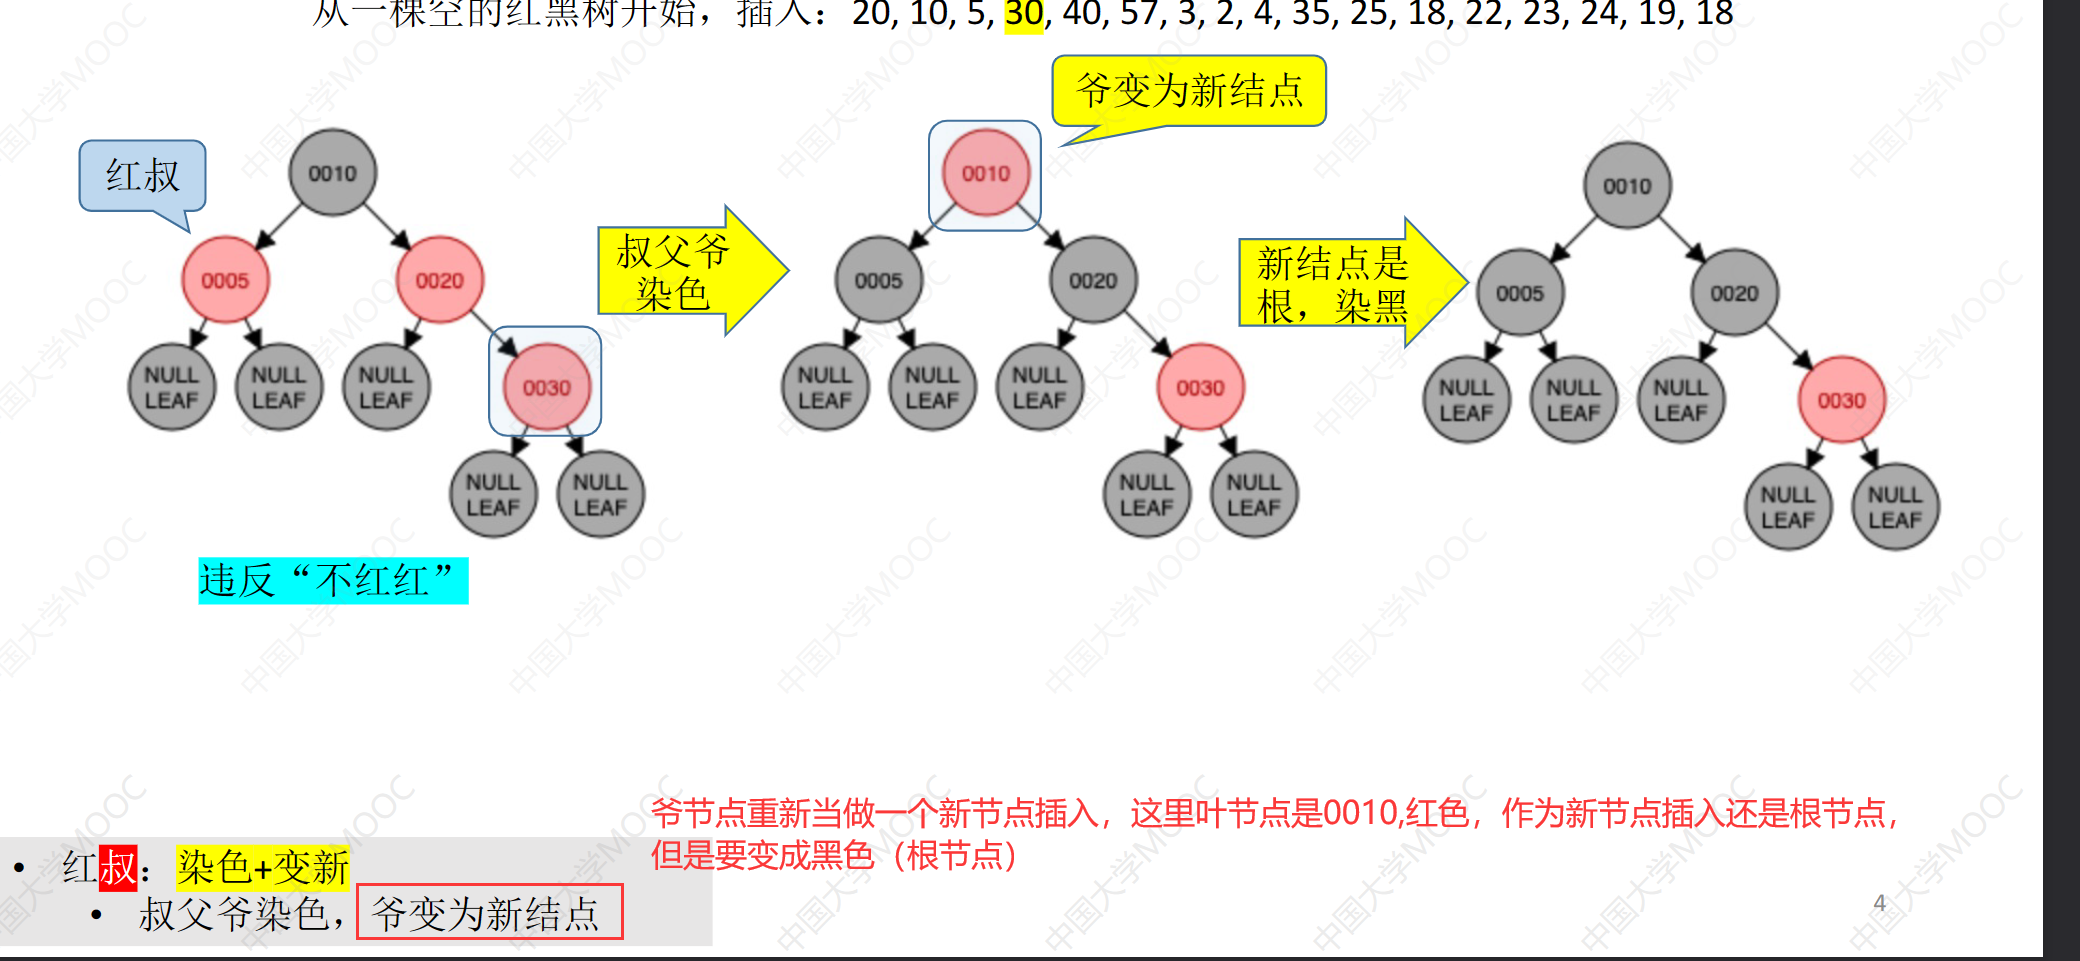 从一棵空的红黑树开始，插入：20, 10, 5, 30, 40, 57, 3, 2, 4, 35, 25, 18, 22, 23, 24, 19, 18
爷变为新结点
红叔
0010
0005
0020
NULL
LEAF
NULL
LEAF
NULL
LEAF
0030
NULL
LEAF
NULL
LEAF
叔父爷
染色
0010
0005
0020
NULL
LEAF
NULL
LEAF
NULL
LEAF
0030
NULL
LEAF
NULL
LEAF
新结点是
根，染黑
0010
0005
0020
NULL
LEAF
NULL
LEAF
NULL
LEAF
0030
NULL
LEAF
NULL
LEAF
违反“不红红”
爷节点重新当做一个新节点插入，这里叶节点是0010,红色，作为新节点插入还是根节点，
但是要变成黑色（根节点）
• 红叔：染色+变新
• 叔父爷染色，爷变为新结点
4
中国大学MOOC